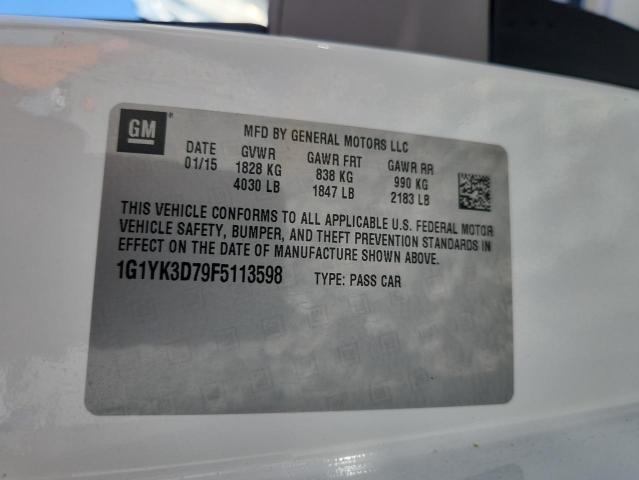 GM
MFD BY GENERAL MOTORS LLC
DATE GVWR GAWR FRT GAWR RR
01/15 1828 KG 838 KG 990 KG
4030 LB 1847 LB 2183 LB
THIS VEHICLE CONFORMS TO ALL APPLICABLE U.S. FEDERAL MOTOR
VEHICLE SAFETY, BUMPER, AND THEFT PREVENTION STANDARDS IN
EFFECT ON THE DATE OF MANUFACTURE SHOWN ABOVE.
1G1YK3D79F5113598 TYPE: PASS CAR